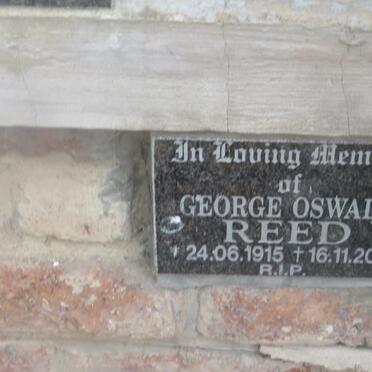 In Loving Mem
of
GEORGE OSWAL
REED
* 24.06.1915 † 16.11.20
R.I.P.